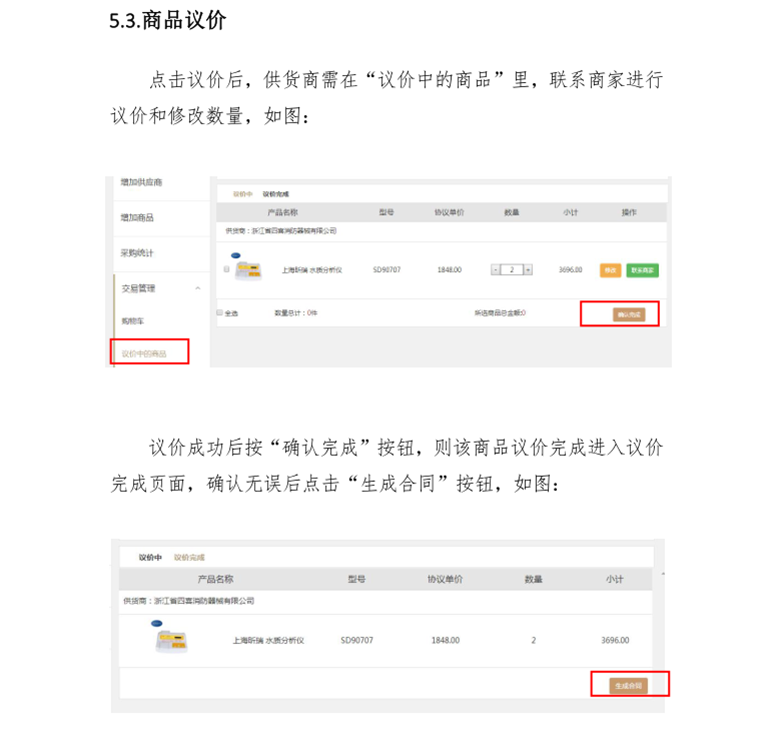 5.3.商品议价
点击议价后，供货商需在“议价中的商品”里，联系商家进行
议价和修改数量，如图：
增加供应商
增加商品
采购统计
交易管理
购物车
议价中的商品
议价中 议价完成
产品名称 型号 协议单价 数量 小计 操作
供货商：浙江省四喜消防器械有限公司
上海昕瑞 水质分析仪 SD90707 1848.00 - 2 + 3696.00 修改 联系商家
全选 数量总计：0件 所选商品总金额:0 确认完成
议价成功后按“确认完成”按钮，则该商品议价完成进入议价
完成页面，确认无误后点击“生成合同”按钮，如图：
议价中 议价完成
产品名称 型号 协议单价 数量 小计
供货商：浙江省四喜消防器械有限公司
上海昕瑞 水质分析仪 SD90707 1848.00 2 3696.00
生成合同